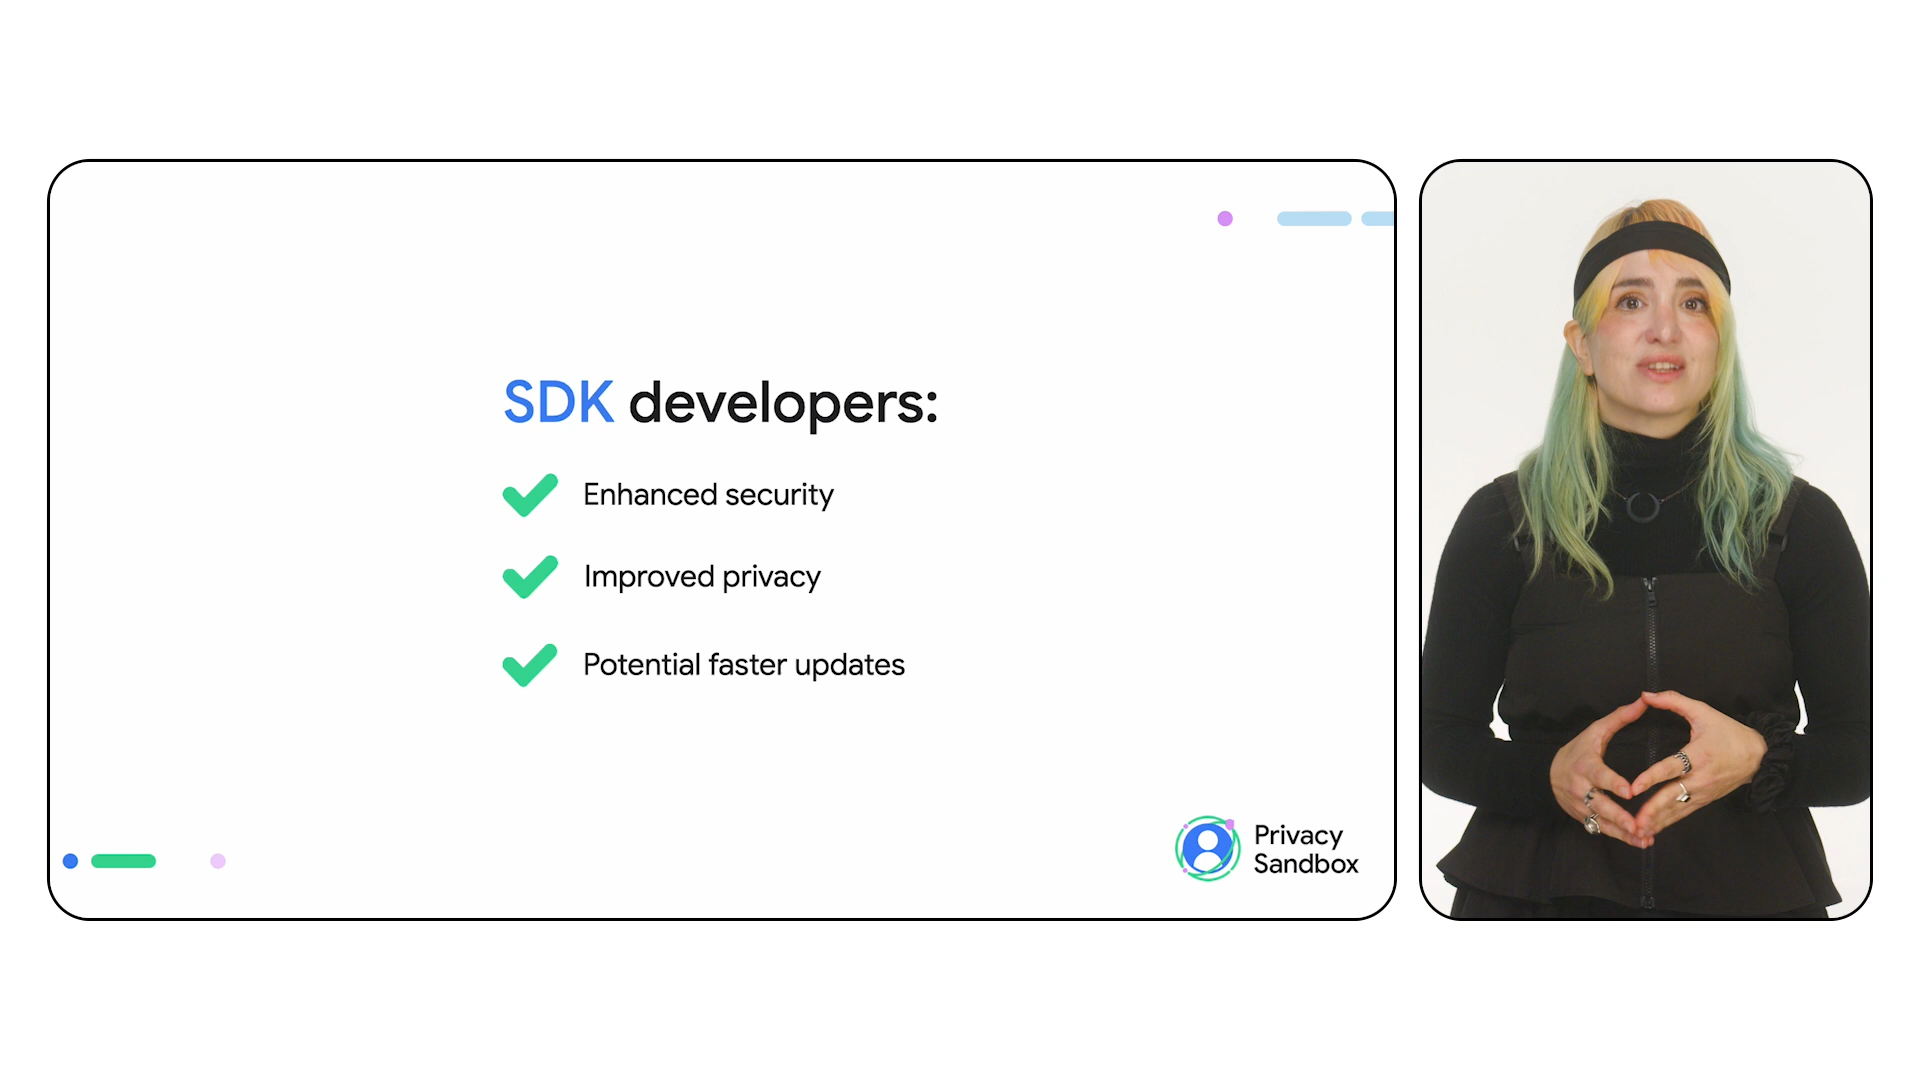 SDK developers:
Enhanced security
Improved privacy
Potential faster updates
Privacy
Sandbox